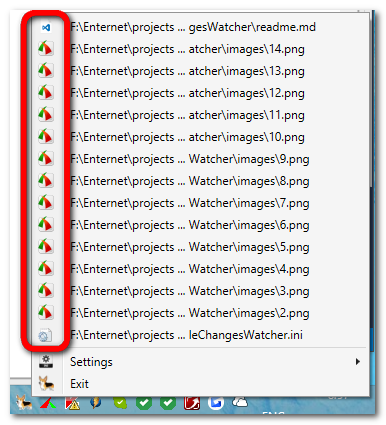 F:\Enternet\projects ... gesWatcher\readme.md
F:\Enternet\projects ... atcher\images\14.png
F:\Enternet\projects ... atcher\images\13.png
F:\Enternet\projects ... atcher\images\12.png
F:\Enternet\projects ... atcher\images\11.png
F:\Enternet\projects ... atcher\images\10.png
F:\Enternet\projects ... Watcher\images\9.png
F:\Enternet\projects ... Watcher\images\8.png
F:\Enternet\projects ... Watcher\images\7.png
F:\Enternet\projects ... Watcher\images\6.png
F:\Enternet\projects ... Watcher\images\5.png
F:\Enternet\projects ... Watcher\images\4.png
F:\Enternet\projects ... Watcher\images\3.png
F:\Enternet\projects ... Watcher\images\2.png
F:\Enternet\projects ... leChangesWatcher.ini
Settings
Exit